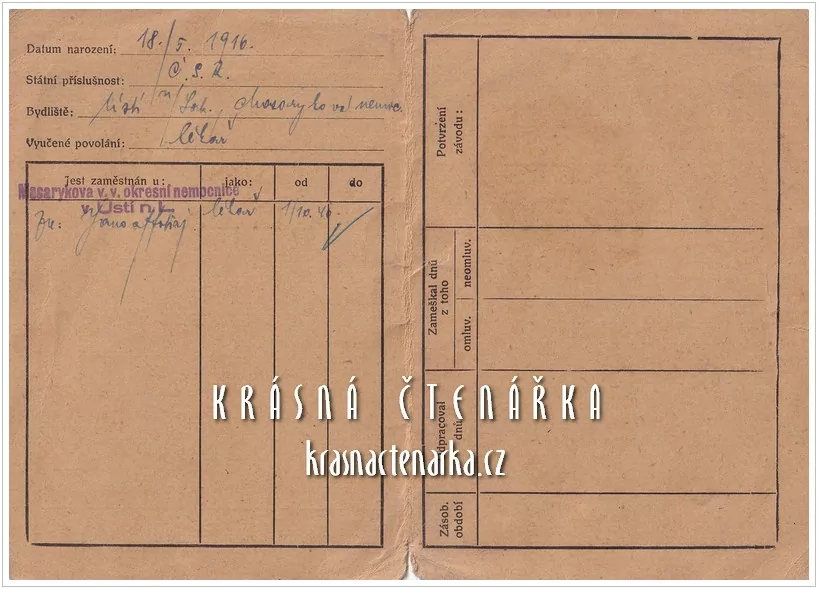 Datum narození: 18./5. 1916.
Státní příslušnost: Č.S.R.
Bydliště: Ústí n/ Lab.
Vyučené povolání: lékař
Jest zaměstnán u: jako: od do
Masarykova v. v. okresní nemocnice
v Ústí n. L.
lékař 1/10.46.
Potvrzení závodu:
Zameškal dnů z toho
neomluv.
omluv.
dnů
Zásob. období
KRÁSNÁ ČTENÁŘKA
krasnactenarka.cz